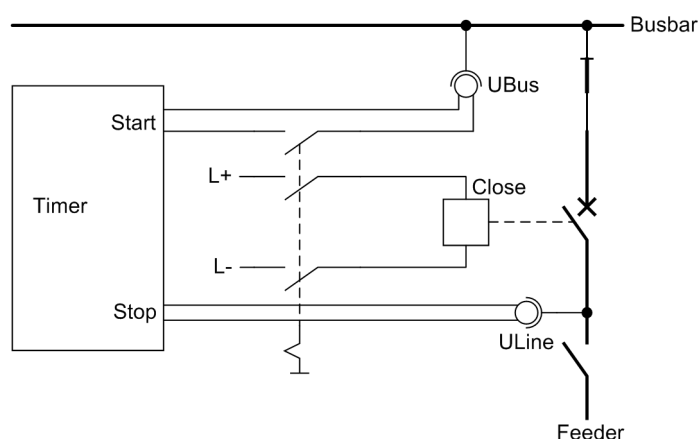 Busbar
UBus
Start
L+
Close
Timer
L-
Stop
ULine
Feeder